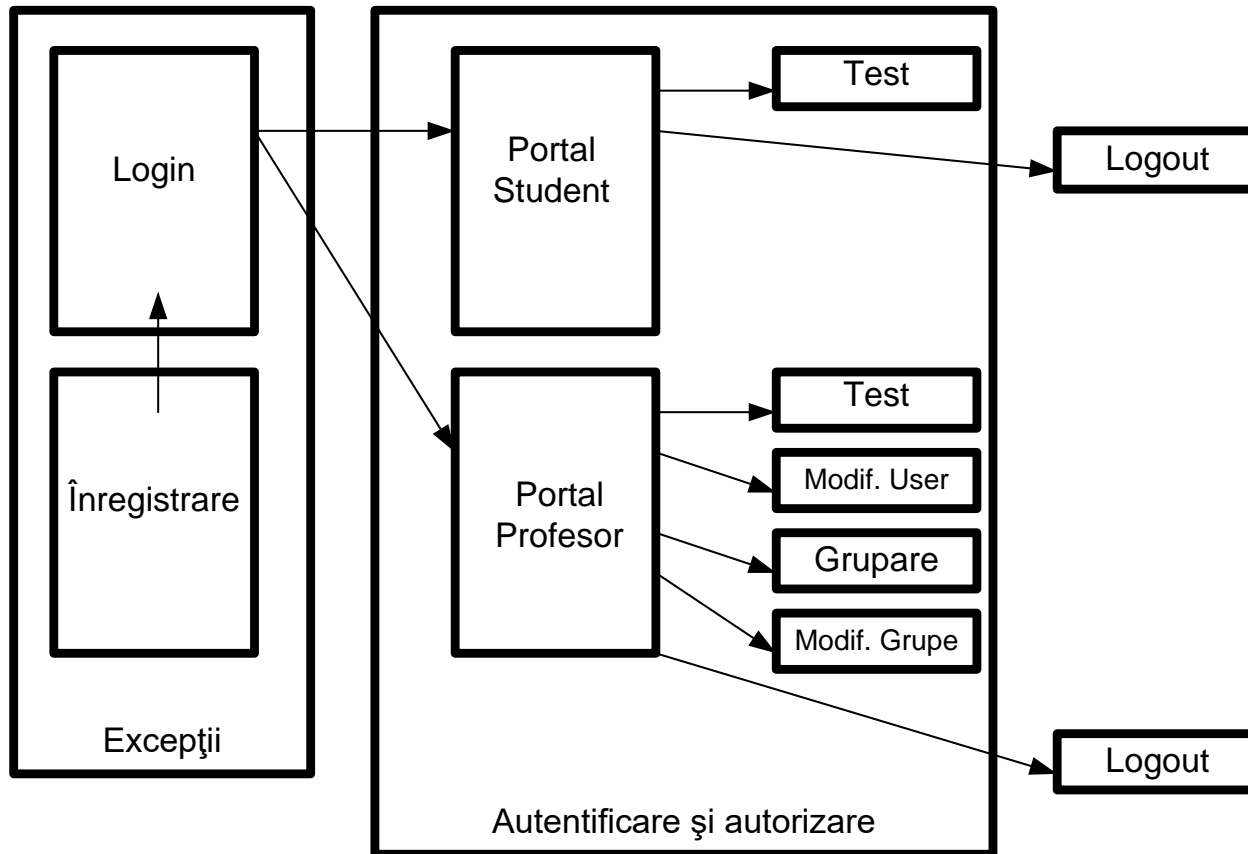 Login
Înregistrare
Excepţii
Portal
Student
Test
Logout
Portal
Profesor
Test
Modif. User
Grupare
Modif. Grupe
Logout
Autentificare şi autorizare